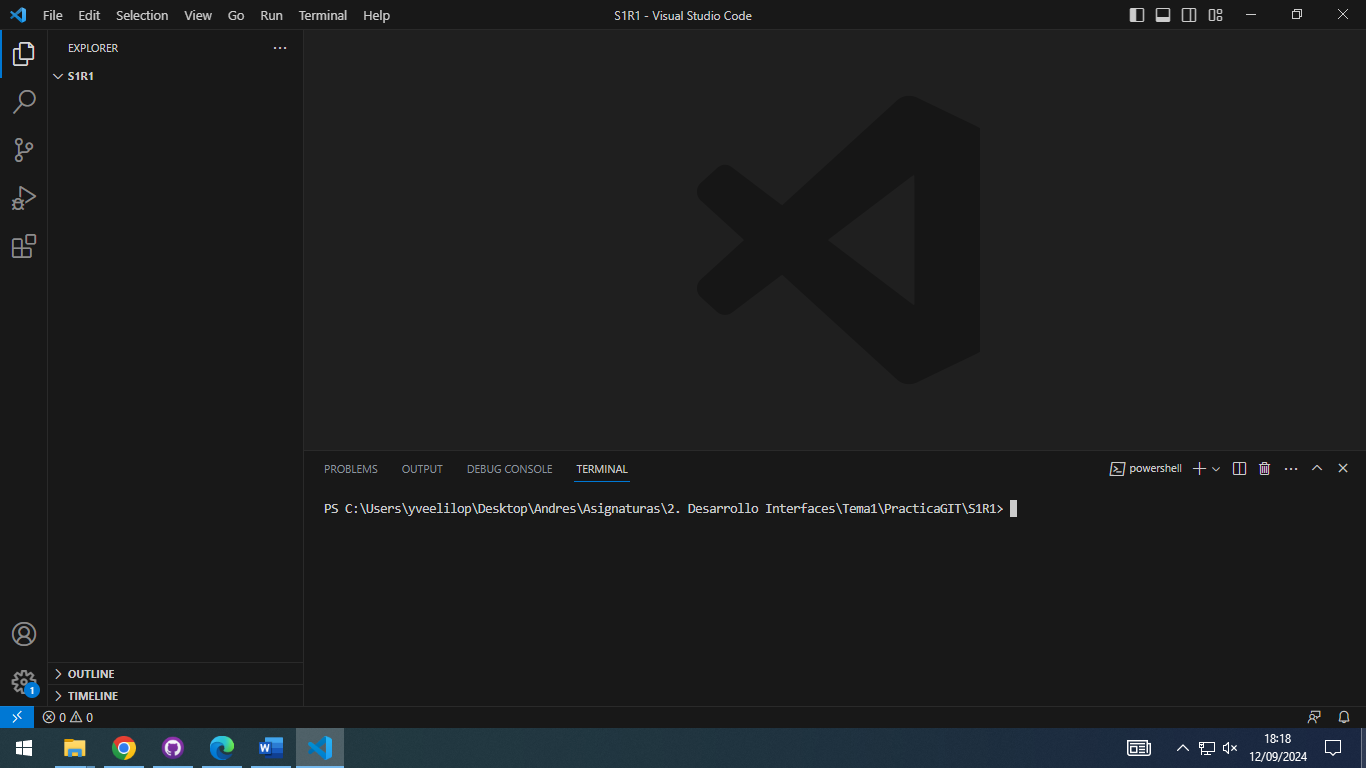 File Edit Selection View Go Run Terminal Help
S1R1 - Visual Studio Code
EXPLORER
S1R1
PROBLEMS OUTPUT DEBUG CONSOLE TERMINAL
powershell
PS C:\Users\yveelilop\Desktop\Andres\Asignaturas\2. Desarrollo Interfaces\Tema1\PracticaGIT\S1R1>
OUTLINE
1
TIMELINE
0 0
18:18
12/09/2024